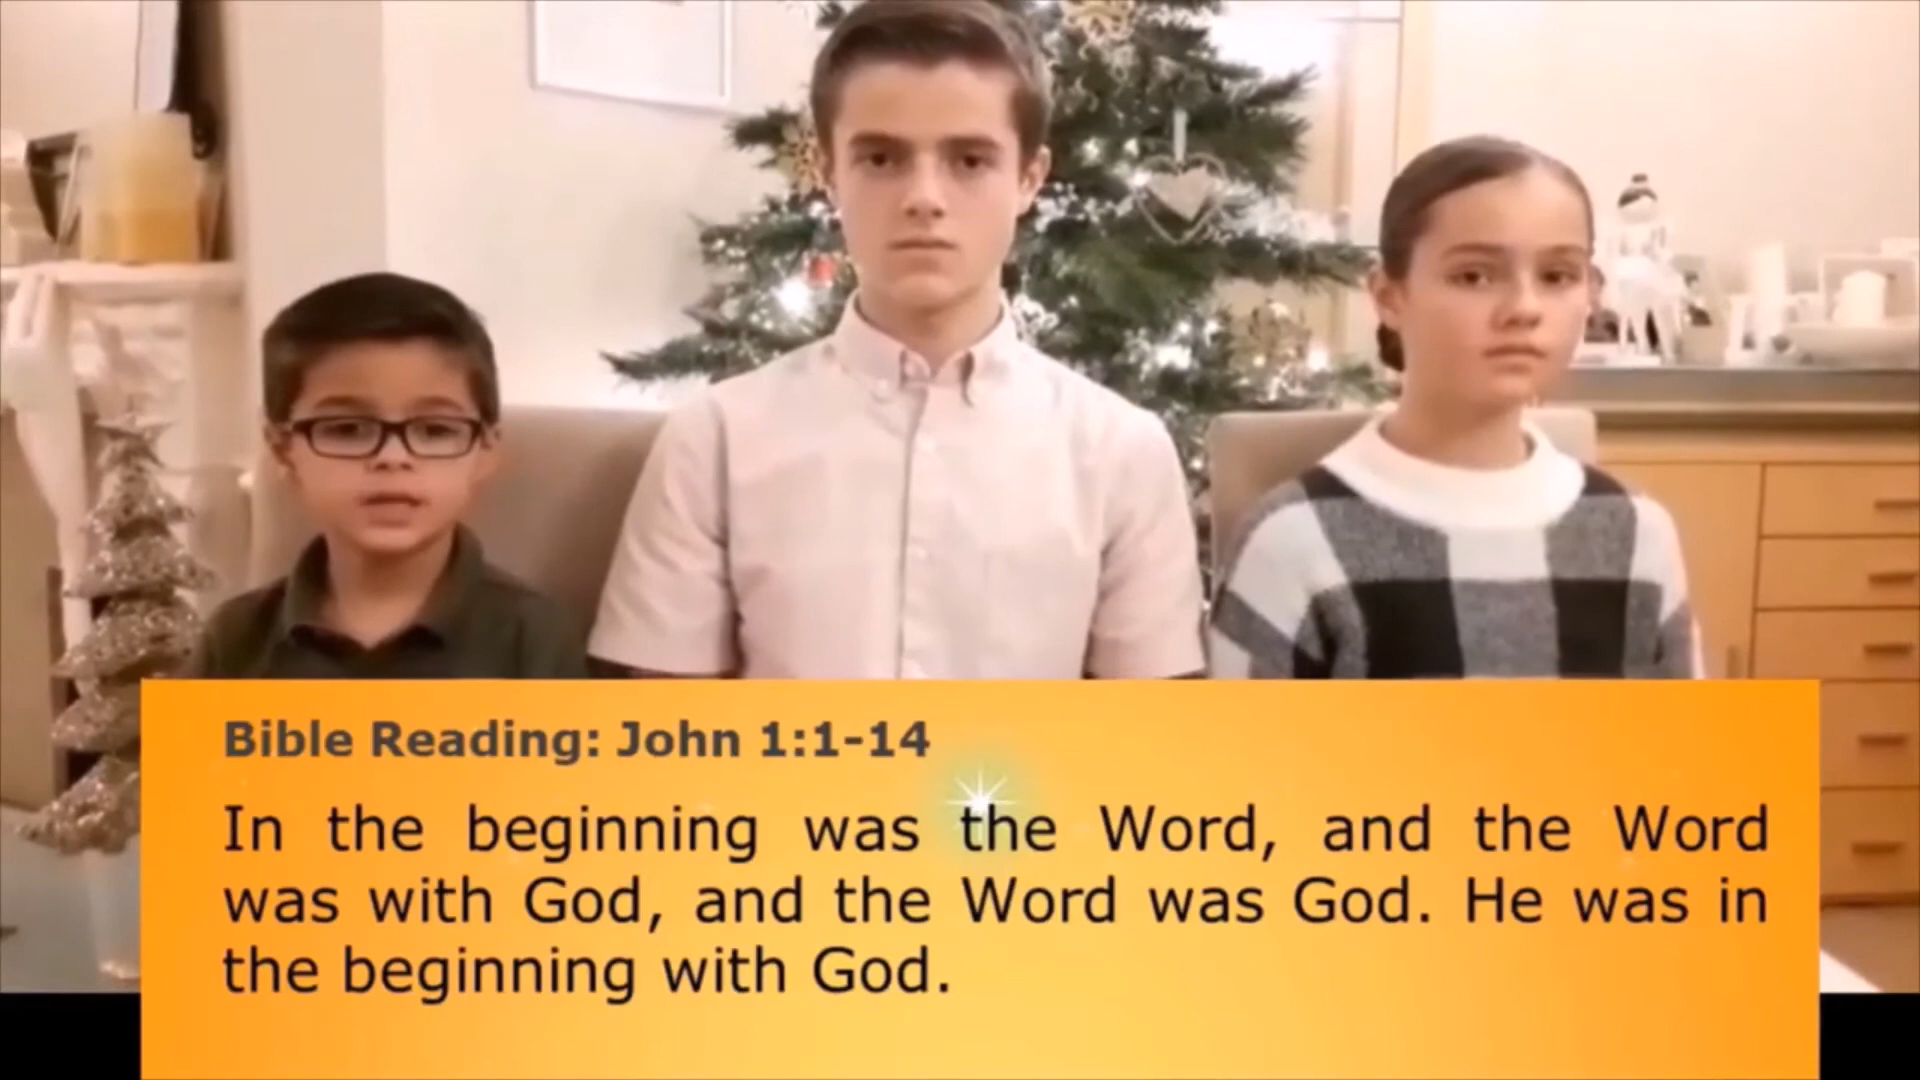 Bible Reading: John 1:1-14
In the beginning was the Word, and the Word
was with God, and the Word was God. He was in
the beginning with God.